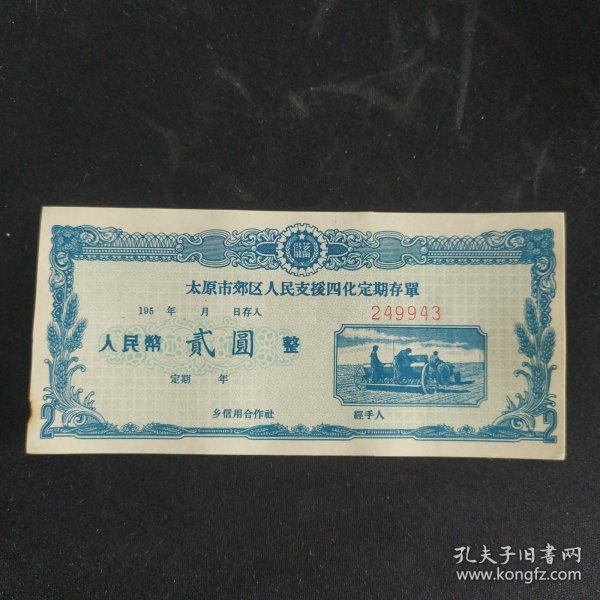 太原市郊区人民支援四化定期存單
195 年 月 日存入 249943
人民幣 貳圓 整
定期 年
乡信用合作社 經手人
2 2
孔夫子旧书网
www.kongfz.com